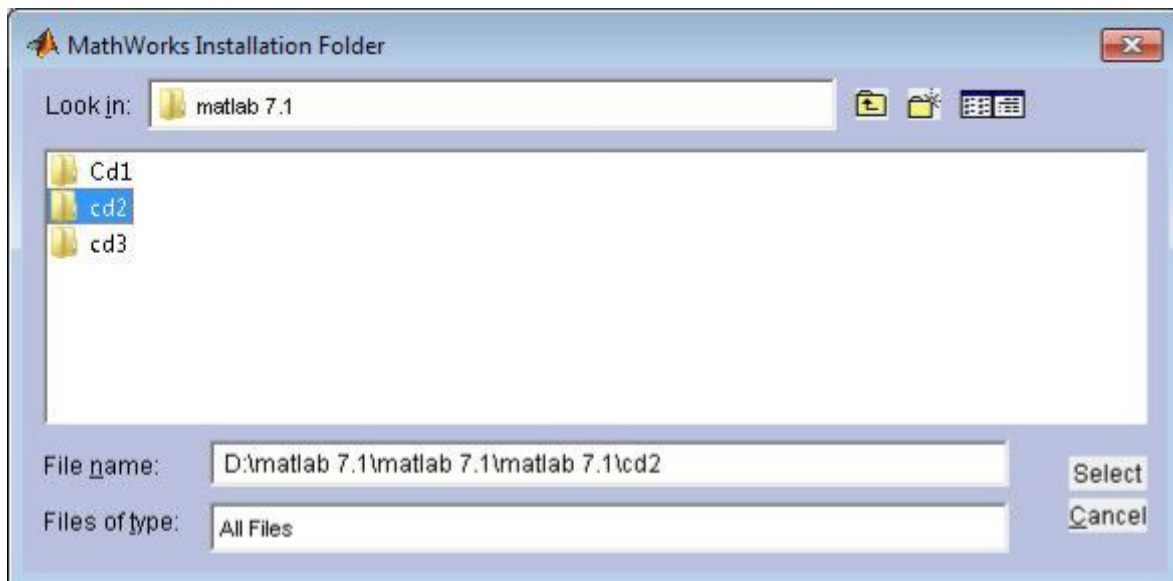 MathWorks Installation Folder
Look in: matlab 7.1
Cd1
cd2
cd3
File name: D:\matlab 7.1\matlab 7.1\matlab 7.1\cd2
Select
Files of type: All Files
Cancel